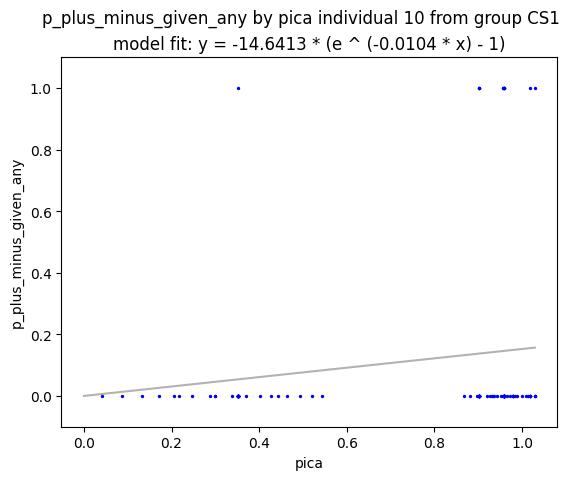 p_plus_minus_given_any by pica individual 10 from group CS1
model fit: y = -14.6413 * (e ^ (-0.0104 * x) - 1)
1.0
0.8
0.6
0.4
0.2
0.0
p_plus_minus_given_any
0.0 0.2 0.4 0.6 0.8 1.0
pica